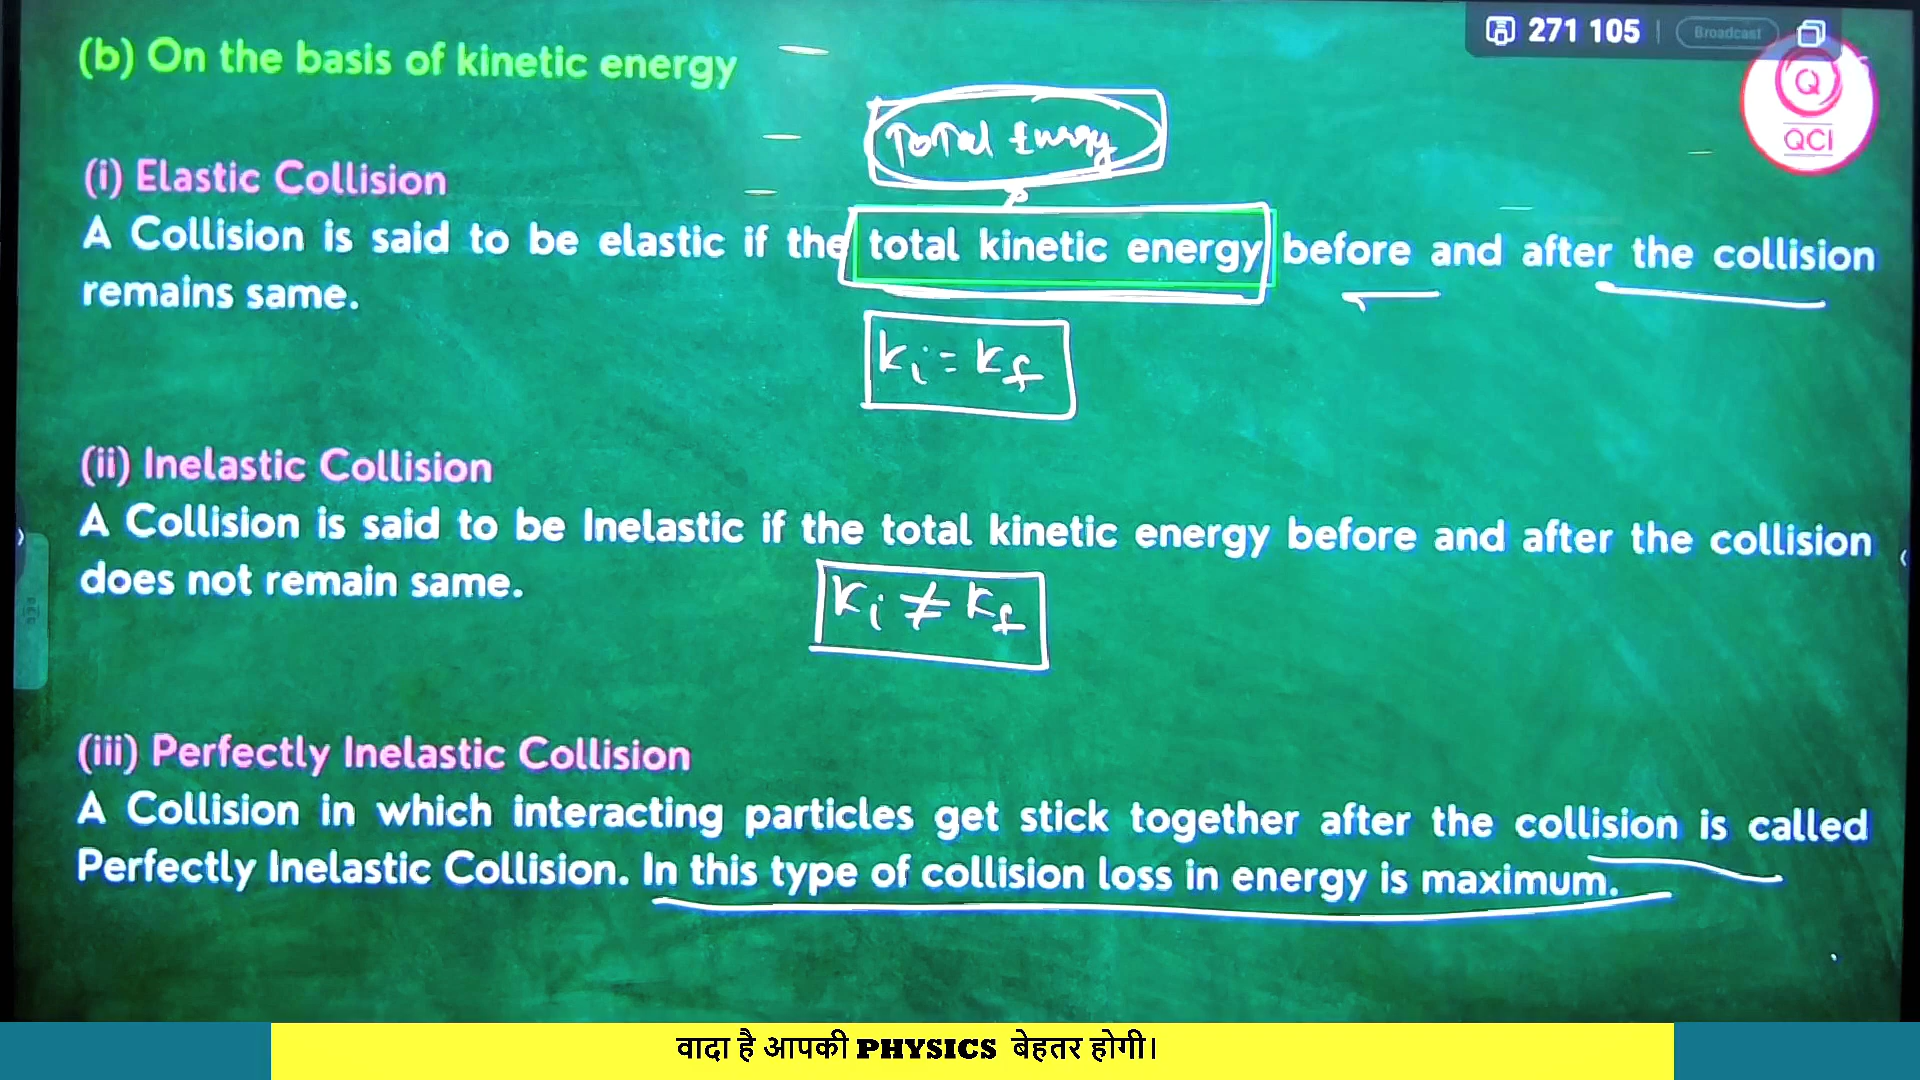 271 105
Broadcast
(b) On the basis of kinetic energy
Total Energy
Q
QCI
(i) Elastic Collision
A Collision is said to be elastic if the total kinetic energy before and after the collision
remains same.
Ki = Kf
(ii) Inelastic Collision
A Collision is said to be Inelastic if the total kinetic energy before and after the collision
does not remain same.
Ki ≠ Kf
(iii) Perfectly Inelastic Collision
A Collision in which interacting particles get stick together after the collision is called
Perfectly Inelastic Collision. In this type of collision loss in energy is maximum.
वादा है आपकी PHYSICS बेहतर होगी।